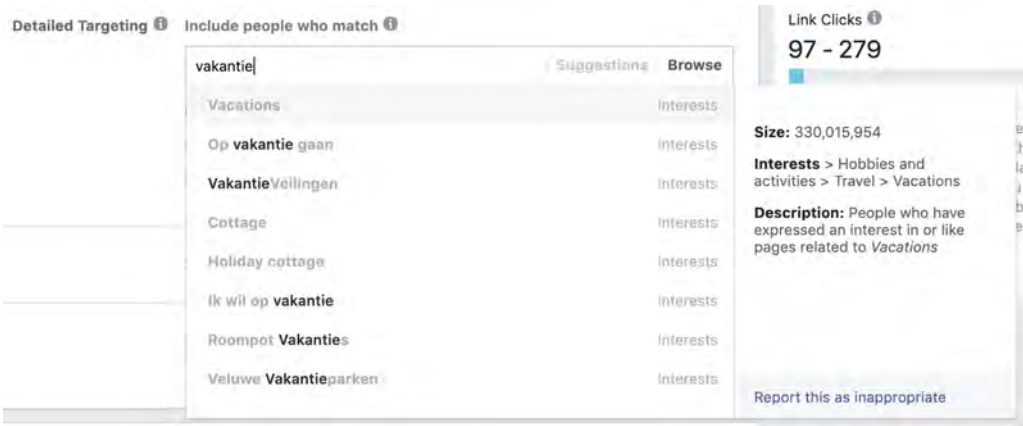 Detailed Targeting
Include people who match
vakantie
Suggestions
Browse
Vacations Interests
Op vakantie gaan Interests
VakantieVeilingen Interests
Cottage Interests
Holiday cottage Interests
Ik wil op vakantie Interests
Roompot Vakanties Interests
Veluwe Vakantieparken Interests
Link Clicks
97 - 279
Size: 330,015,954
Interests > Hobbies and
activities > Travel > Vacations
Description: People who have
expressed an interest in or like
pages related to Vacations
Report this as inappropriate